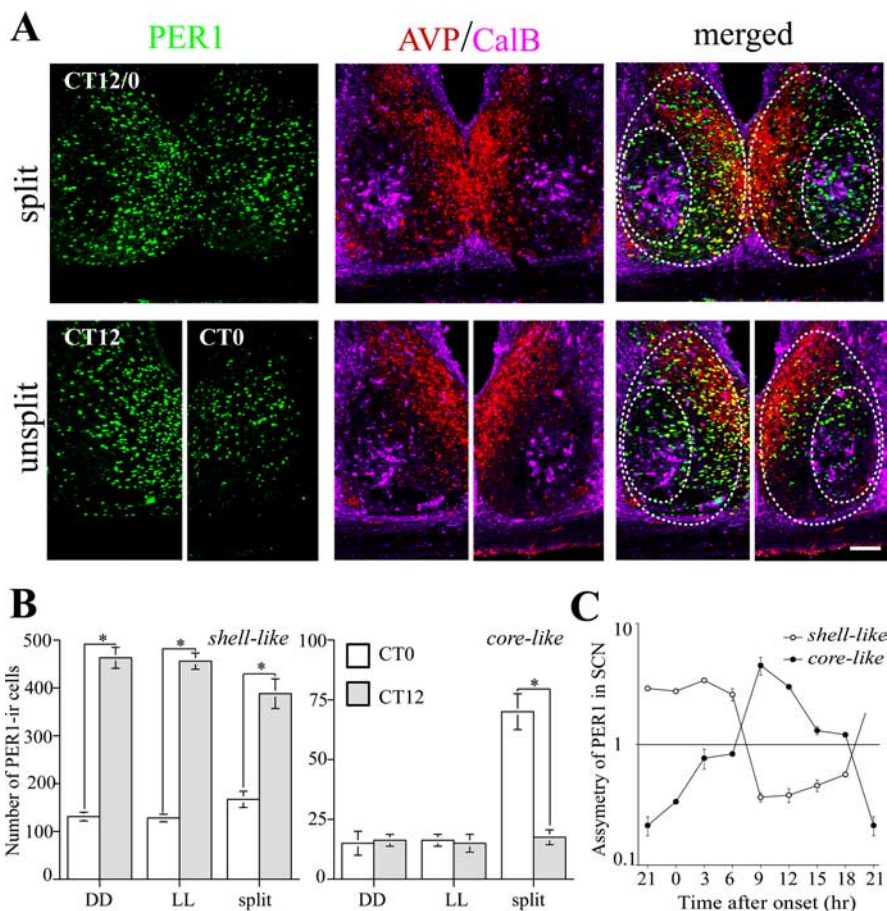 A
PER1
AVP/CalB
merged
split
CT12/0
unsplit
CT12
CT0
B
Number of PER1-ir cells
500
400
300
200
100
0
*
*
*
shell-like
DD
LL
split
100
75
50
25
0
core-like
CT0
CT12
*
DD
LL
split
C
Assymetry of PER1 in SCN
10
1
0.1
shell-like
core-like
21 0 3 6 9 12 15 18 21
Time after onset (hr)